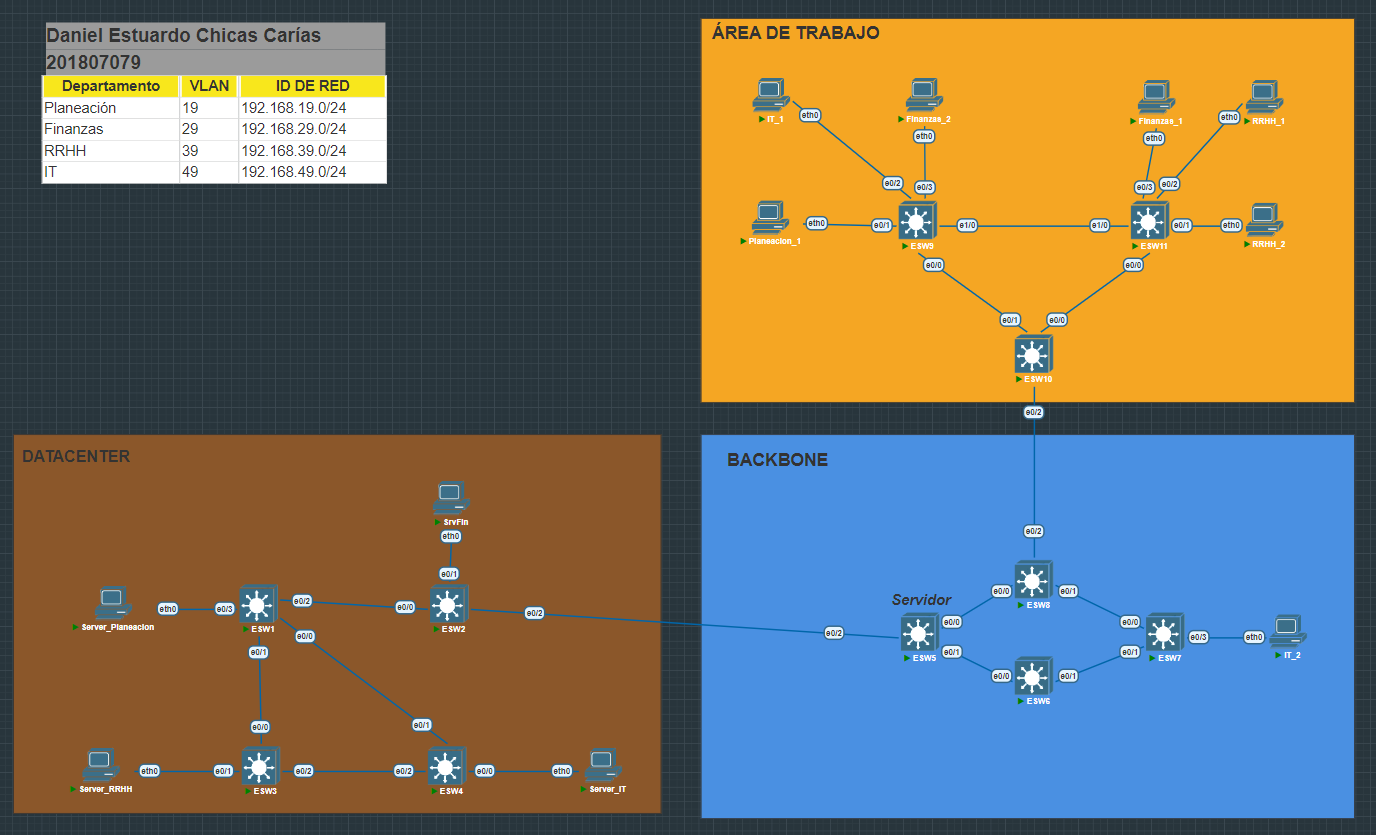 Daniel Estuardo Chicas Carías
201807079
Departamento VLAN ID DE RED
Planeación 19 192.168.19.0/24
Finanzas 29 192.168.29.0/24
RRHH 39 192.168.39.0/24
IT 49 192.168.49.0/24
ÁREA DE TRABAJO
IT_1
eth0
Finanzas_2
eth0
Finanzas_1
eth0
RRHH_1
eth0
e0/2
e0/3
e0/3
e0/2
Planeacion_1
eth0
e0/1
ESW9
e1/0
e1/0
ESW11
e0/1
eth0
RRHH_2
e0/0
e0/0
e0/1
e0/0
ESW10
e0/2
DATACENTER
SrvFin
eth0
e0/1
Server_Planeacion
eth0
e0/3
ESW1
e0/2
e0/0
ESW2
e0/2
e0/0
e0/1
e0/0
e0/1
Server_RRHH
eth0
e0/1
ESW3
e0/2
e0/2
ESW4
e0/0
eth0
Server_IT
BACKBONE
e0/2
ESW8
e0/0
e0/1
Servidor
e0/2
ESW5
e0/0
e0/1
e0/0
ESW6
e0/1
e0/0
e0/1
ESW7
e0/3
eth0
IT_2